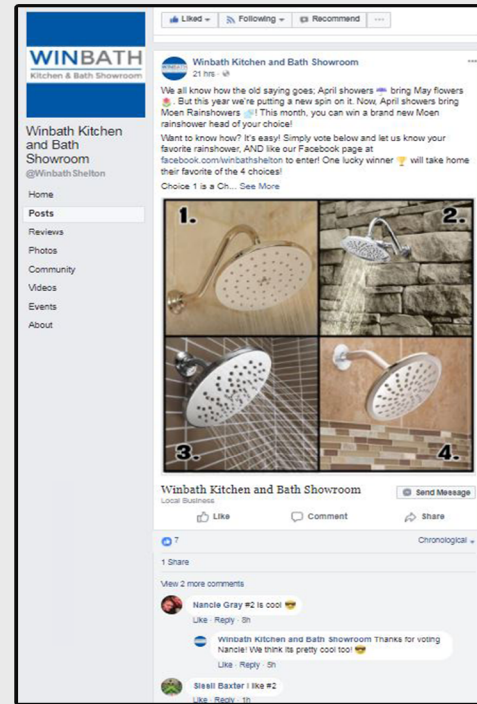 Liked
Following
Recommend
WINBATH
Kitchen & Bath Showroom
Winbath Kitchen
and Bath
Showroom
@Winbath Shelton
Home
Posts
Reviews
Photos
Community
Videos
Events
About
Winbath Kitchen and Bath Showroom
21 hrs
We all know how the old saying goes; April showers ☔ bring May flowers
🌷. But this year we're putting a new spin on it. Now, April showers bring
Moen Rainshowers 🚿! This month, you can win a brand new Moen
rainshower head of your choice!
Want to know how? It's easy! Simply vote below and let us know your
favorite rainshower, AND like our Facebook page at
facebook.com/winbathshelton to enter! One lucky winner 🏆 will take home
their favorite of the 4 choices!
Choice 1 is a Ch... See More
1.
2.
3.
4.
Winbath Kitchen and Bath Showroom
Local Business
Send Message
Like Comment Share
7
Chronological
1 Share
View 2 more comments
Nancie Gray #2 is cool 😎
Like · Reply · 8h
Winbath Kitchen and Bath Showroom Thanks for voting
Nancie! We think its pretty cool too! 😎
Like · Reply · 5h
Baxter I like #2
Like · Reply · 1h